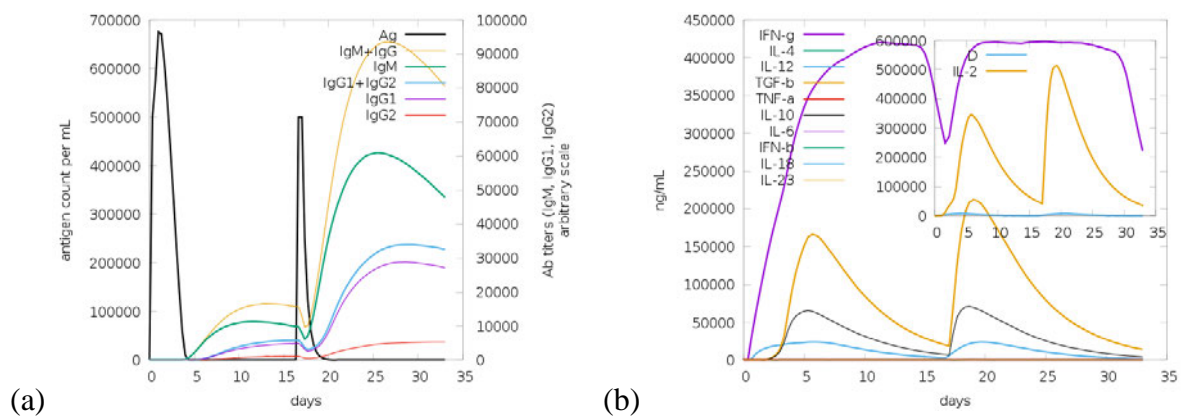 700000
600000
500000
400000
300000
200000
100000
0
antigen count per mL
Ag
IgM+IgG
IgM
IgG1+IgG2
IgG1
IgG2
100000
90000
80000
70000
60000
50000
40000
30000
20000
10000
0
Ab titers (IgM, IgG1, IgG2)
arbitrary scale
0 5 10 15 20 25 30 35
days
(a)
450000
400000
350000
300000
250000
200000
150000
100000
50000
0
ng/mL
IFN-g
IL-4
IL-12
TGF-b
TNF-a
IL-10
IL-6
IFN-b
IL-18
IL-23
600000
500000
400000
300000
200000
100000
0
D
IL-2
0 5 10 15 20 25 30 35
0 5 10 15 20 25 30 35
days
(b)